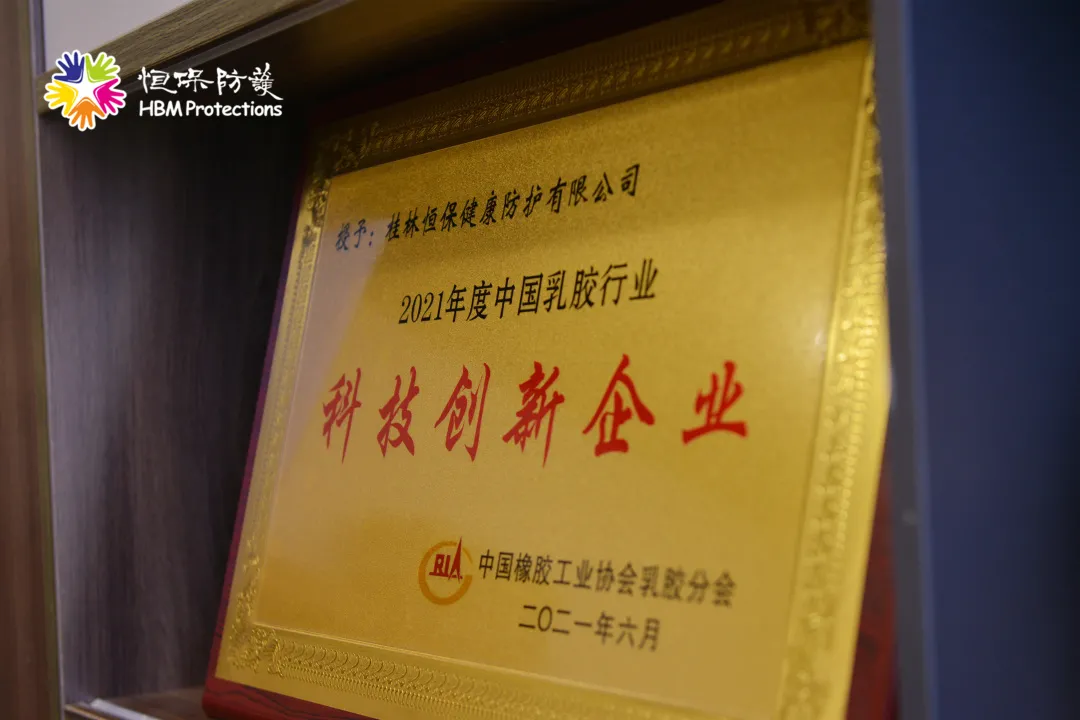 恒保防護
HBM Protections
授予：桂林恒保健康防护有限公司
2021年度中国乳胶行业
科技创新企业
中国橡胶工业协会乳胶分会
二〇二一年六月